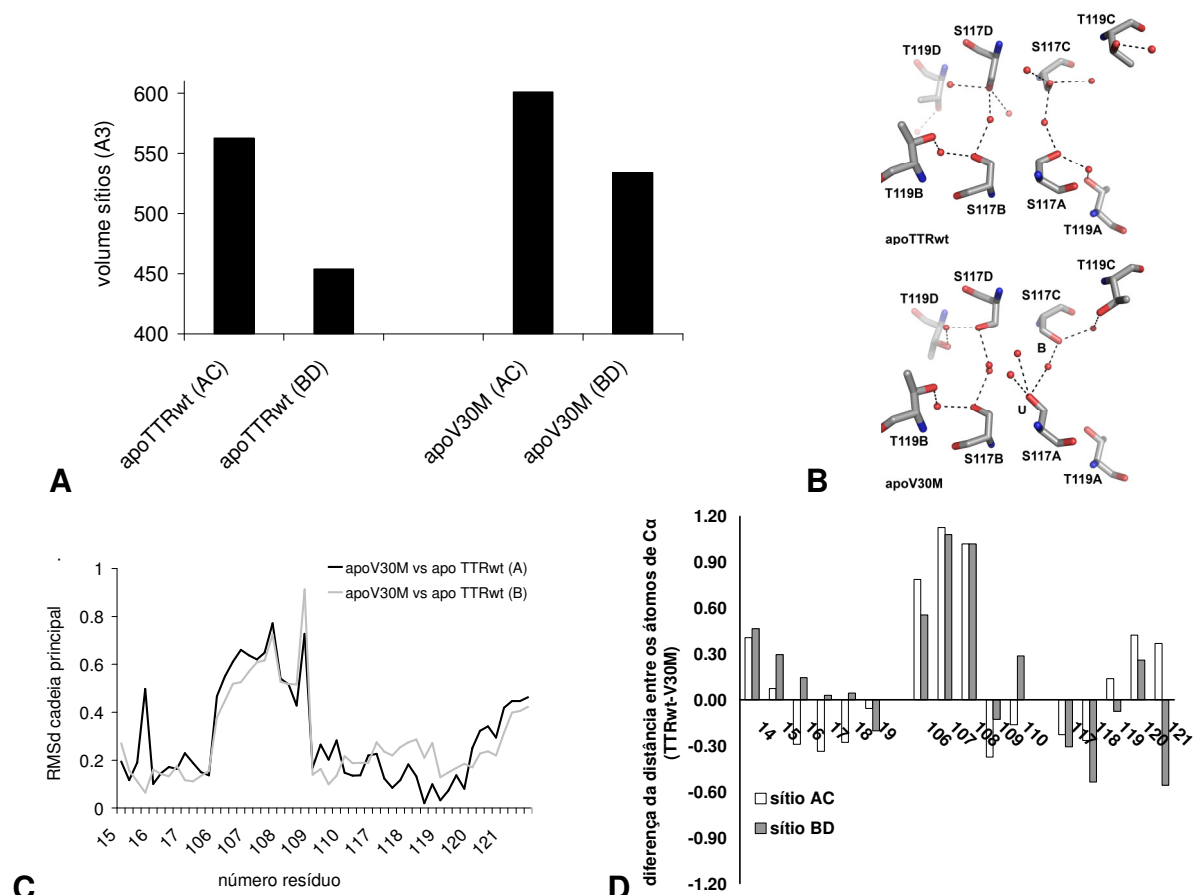 A
volume sítios (A3)
600
550
500
450
400
apoTTRwt (AC)
apoTTRwt (BD)
apoV30M (AC)
apoV30M (BD)
B
T119C
S117D
S117C
T119D
T119B
S117B
S117A
T119A
apoTTRwt
T119C
S117D
S117C
T119D
B
U
T119B
S117B
S117A
T119A
apoV30M
C
RMSd cadeia principal
1
0.8
0.6
0.4
0.2
0
apoV30M vs apo TTRwt (A)
apoV30M vs apo TTRwt (B)
15
16
17
106
107
108
109
110
117
118
119
120
121
número resíduo
D
diferença da distância entre os átomos de Cα
(TTRwt-V30M)
1.20
0.90
0.60
0.30
0.00
-0.30
-0.60
-0.90
-1.20
14
15
16
17
18
19
106
107
108
109
110
117
118
119
120
121
sítio AC
sítio BD